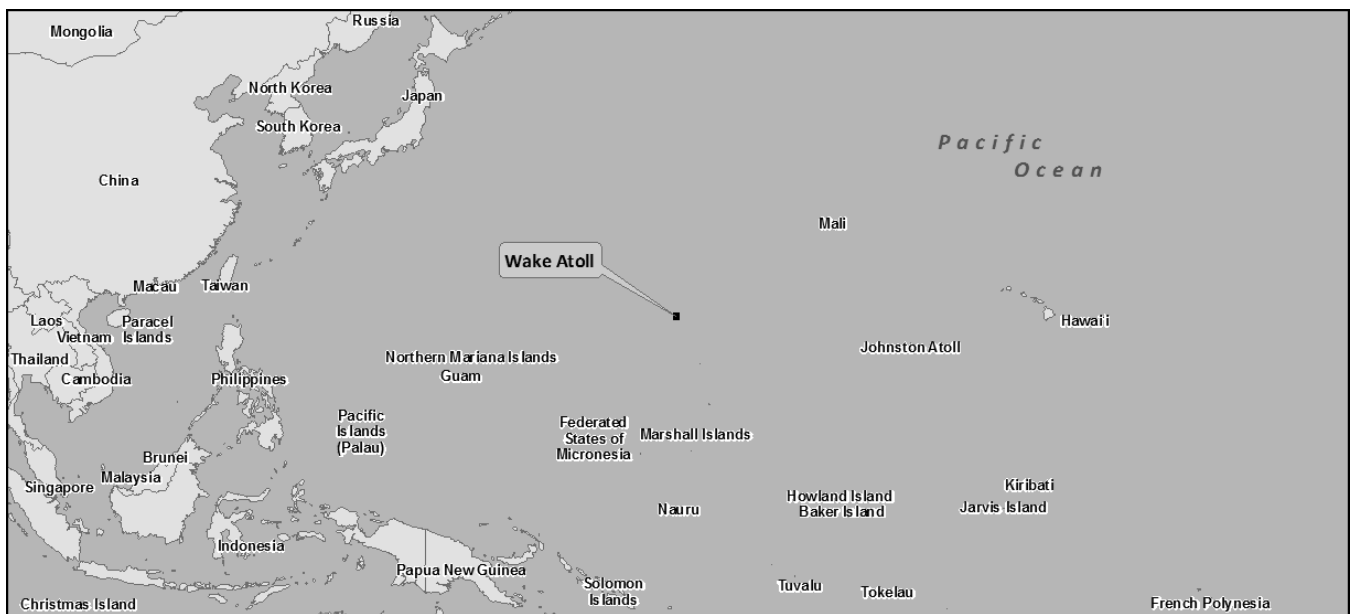 Russia
Mongolia
North Korea
Japan
South Korea
Pacific
Ocean
China
Mali
Wake Atoll
Macau
Taiwan
Hawai'i
Laos
Paracel
Islands
Vietnam
Johnston Atoll
Thailand
Northern Mariana Islands
Guam
Cambodia
Philippines
Pacific
Islands
(Palau)
Federated
States of
Micronesia
Marshall Islands
Brunei
Malaysia
Singapore
Kiribati
Howland Island
Baker Island
Jarvis Island
Nauru
Indonesia
Papua New Guinea
Solomon
Islands
Tuvalu
Tokelau
Christmas Island
French Polynesia